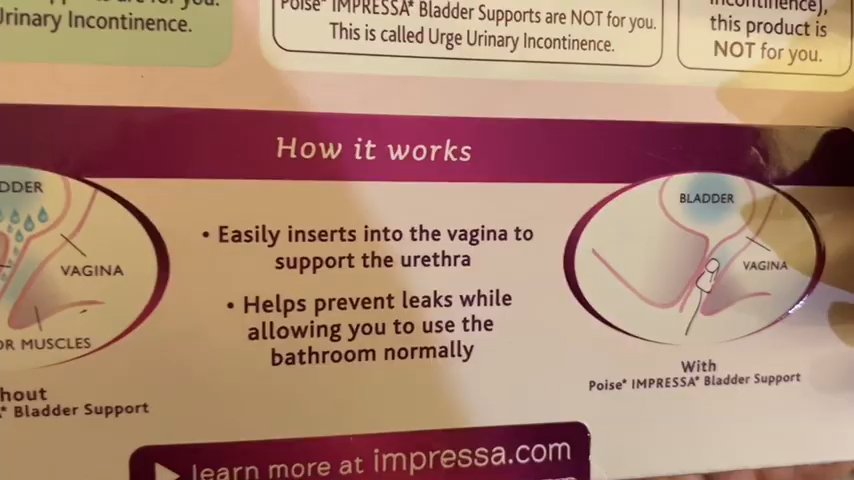 Urinary Incontinence.
Poise* IMPRESSA* Bladder Supports are NOT for you.
This is called Urge Urinary Incontinence.
this product is
NOT for you.
How it works
DDER
VAGINA
OR MUSCLES
hout
* Bladder Support
• Easily inserts into the vagina to
support the urethra
• Helps prevent leaks while
allowing you to use the
bathroom normally
BLADDER
VAGINA
With
Poise* IMPRESSA* Bladder Support
learn more at impressa.com